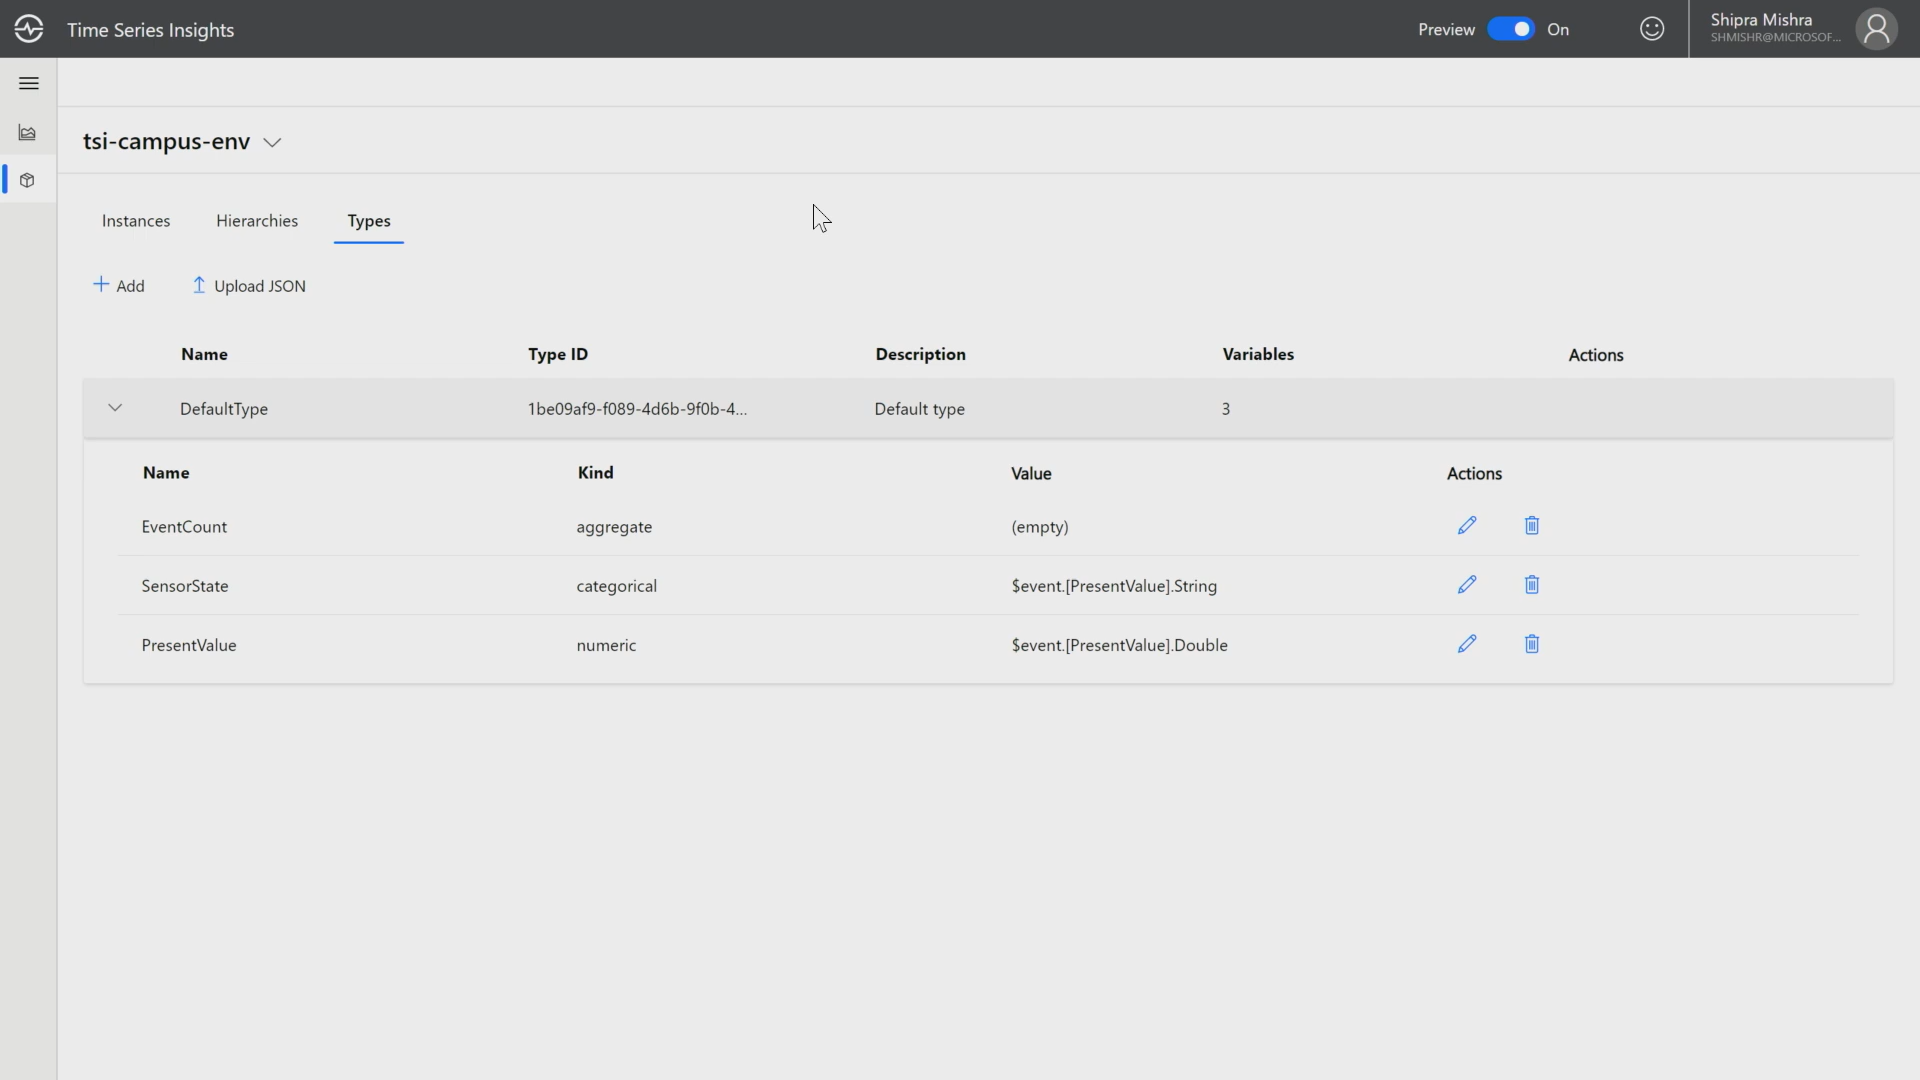 Time Series Insights
Preview On
Shipra Mishra
SHMISHR@MICROSOF...
tsi-campus-env
Instances Hierarchies Types
Add Upload JSON
Name Type ID Description Variables Actions
DefaultType 1be09af9-f089-4d6b-9f0b-4... Default type 3
Name Kind Value Actions
EventCount aggregate (empty)
SensorState categorical $event.[PresentValue].String
PresentValue numeric $event.[PresentValue].Double